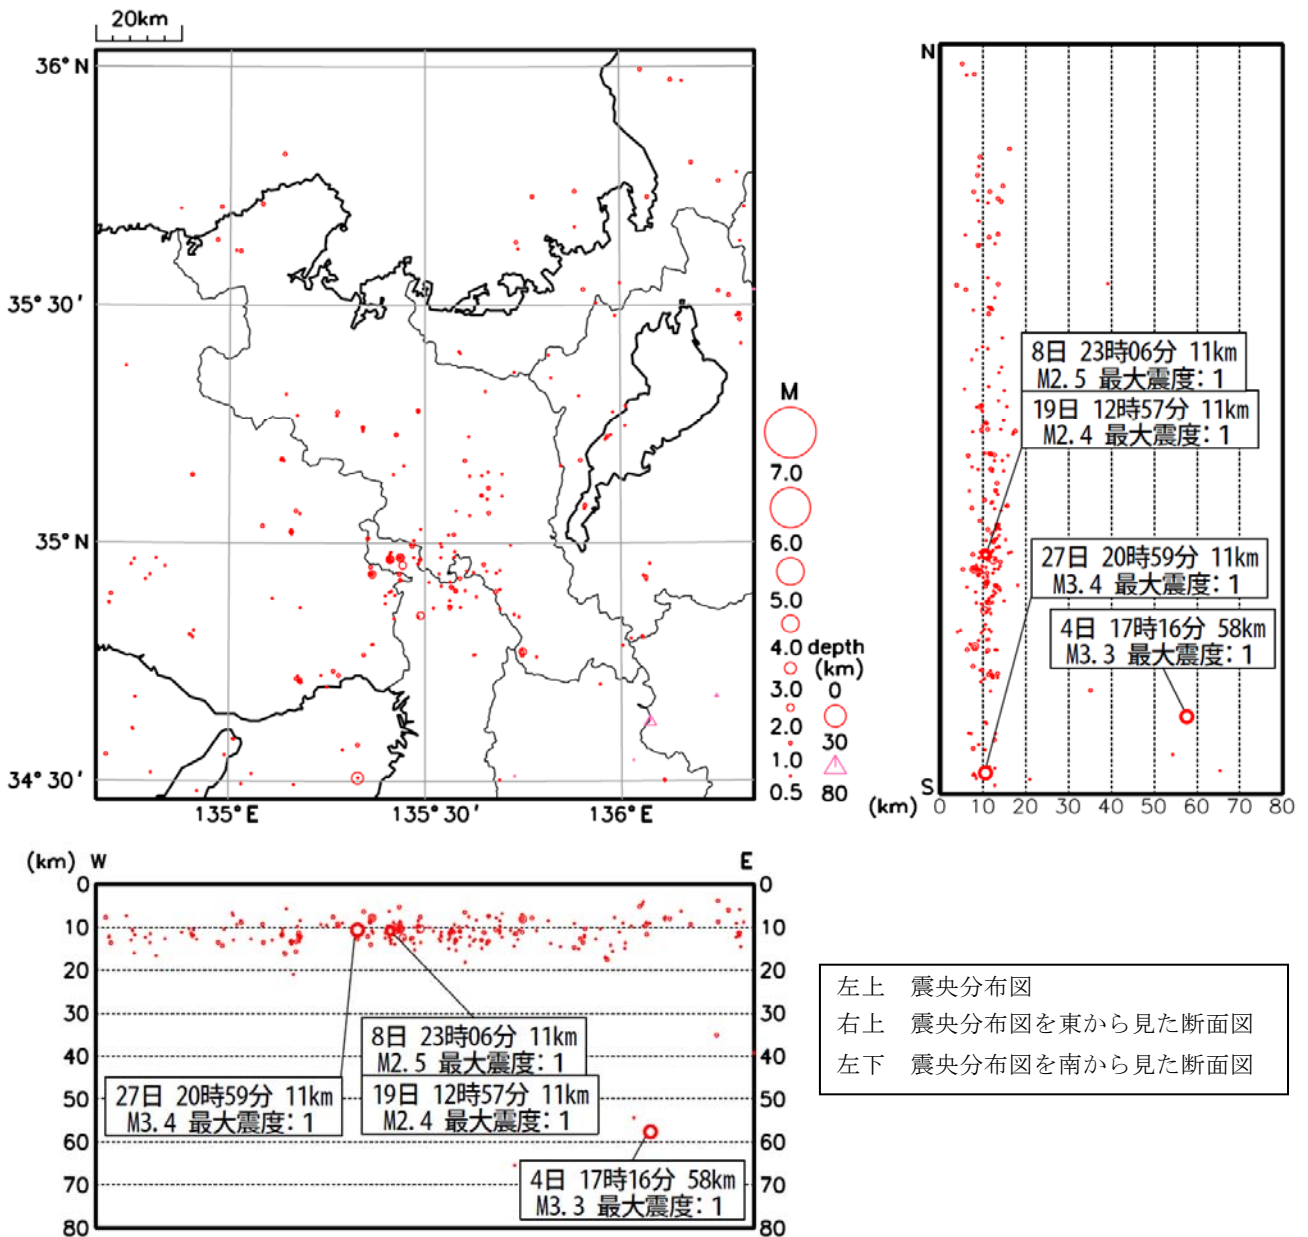 20km
36°N
35°30′
35°N
34°30′
135°E
135°30′
136°E
M
7.0
6.0
5.0
4.0
3.0
2.0
1.0
0.5
depth
(km)
0
30
80
N
S
(km)
0 10 20 30 40 50 60 70 80
8日 23時06分 11km
M2.5 最大震度：1
19日 12時57分 11km
M2.4 最大震度：1
27日 20時59分 11km
M3.4 最大震度：1
4日 17時16分 58km
M3.3 最大震度：1
(km) W
E
0
10
20
30
40
50
60
70
80
0
10
20
30
40
50
60
70
80
8日 23時06分 11km
M2.5 最大震度：1
27日 20時59分 11km
M3.4 最大震度：1
19日 12時57分 11km
M2.4 最大震度：1
4日 17時16分 58km
M3.3 最大震度：1
左上　震央分布図
右上　震央分布図を東から見た断面図
左下　震央分布図を南から見た断面図